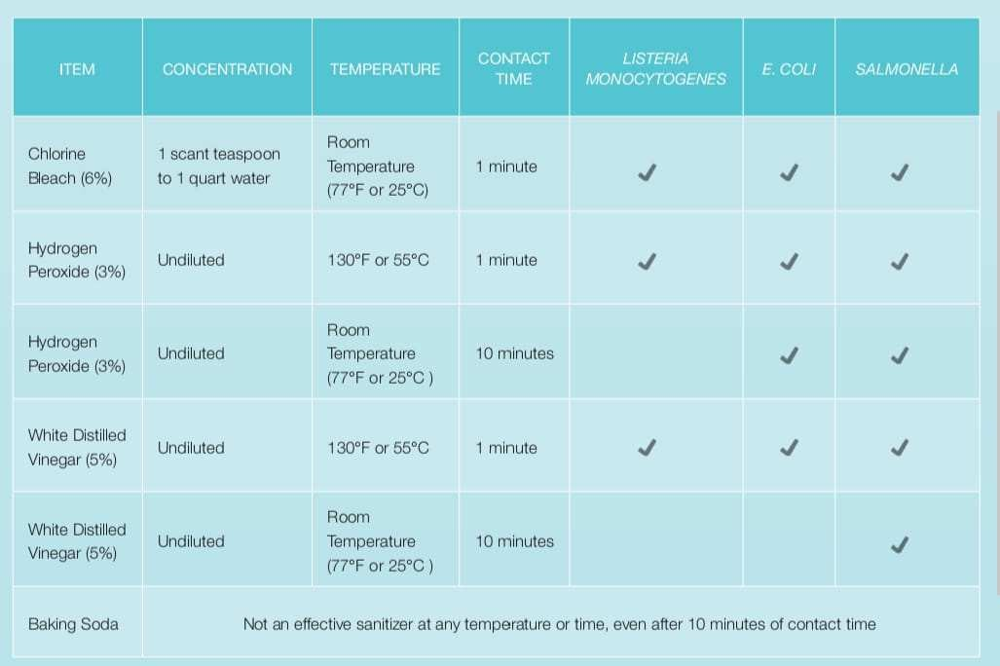 ITEM
CONCENTRATION
TEMPERATURE
CONTACT
TIME
LISTERIA
MONOCYTOGENES
E. COLI
SALMONELLA
Chlorine
Bleach (6%)
1 scant teaspoon
to 1 quart water
Room
Temperature
(77°F or 25°C)
1 minute
✔
✔
✔
Hydrogen
Peroxide (3%)
Undiluted
130°F or 55°C
1 minute
✔
✔
✔
Hydrogen
Peroxide (3%)
Undiluted
Room
Temperature
(77°F or 25°C )
10 minutes
✔
✔
White Distilled
Vinegar (5%)
Undiluted
130°F or 55°C
1 minute
✔
✔
✔
White Distilled
Vinegar (5%)
Undiluted
Room
Temperature
(77°F or 25°C )
10 minutes
✔
Baking Soda
Not an effective sanitizer at any temperature or time, even after 10 minutes of contact time